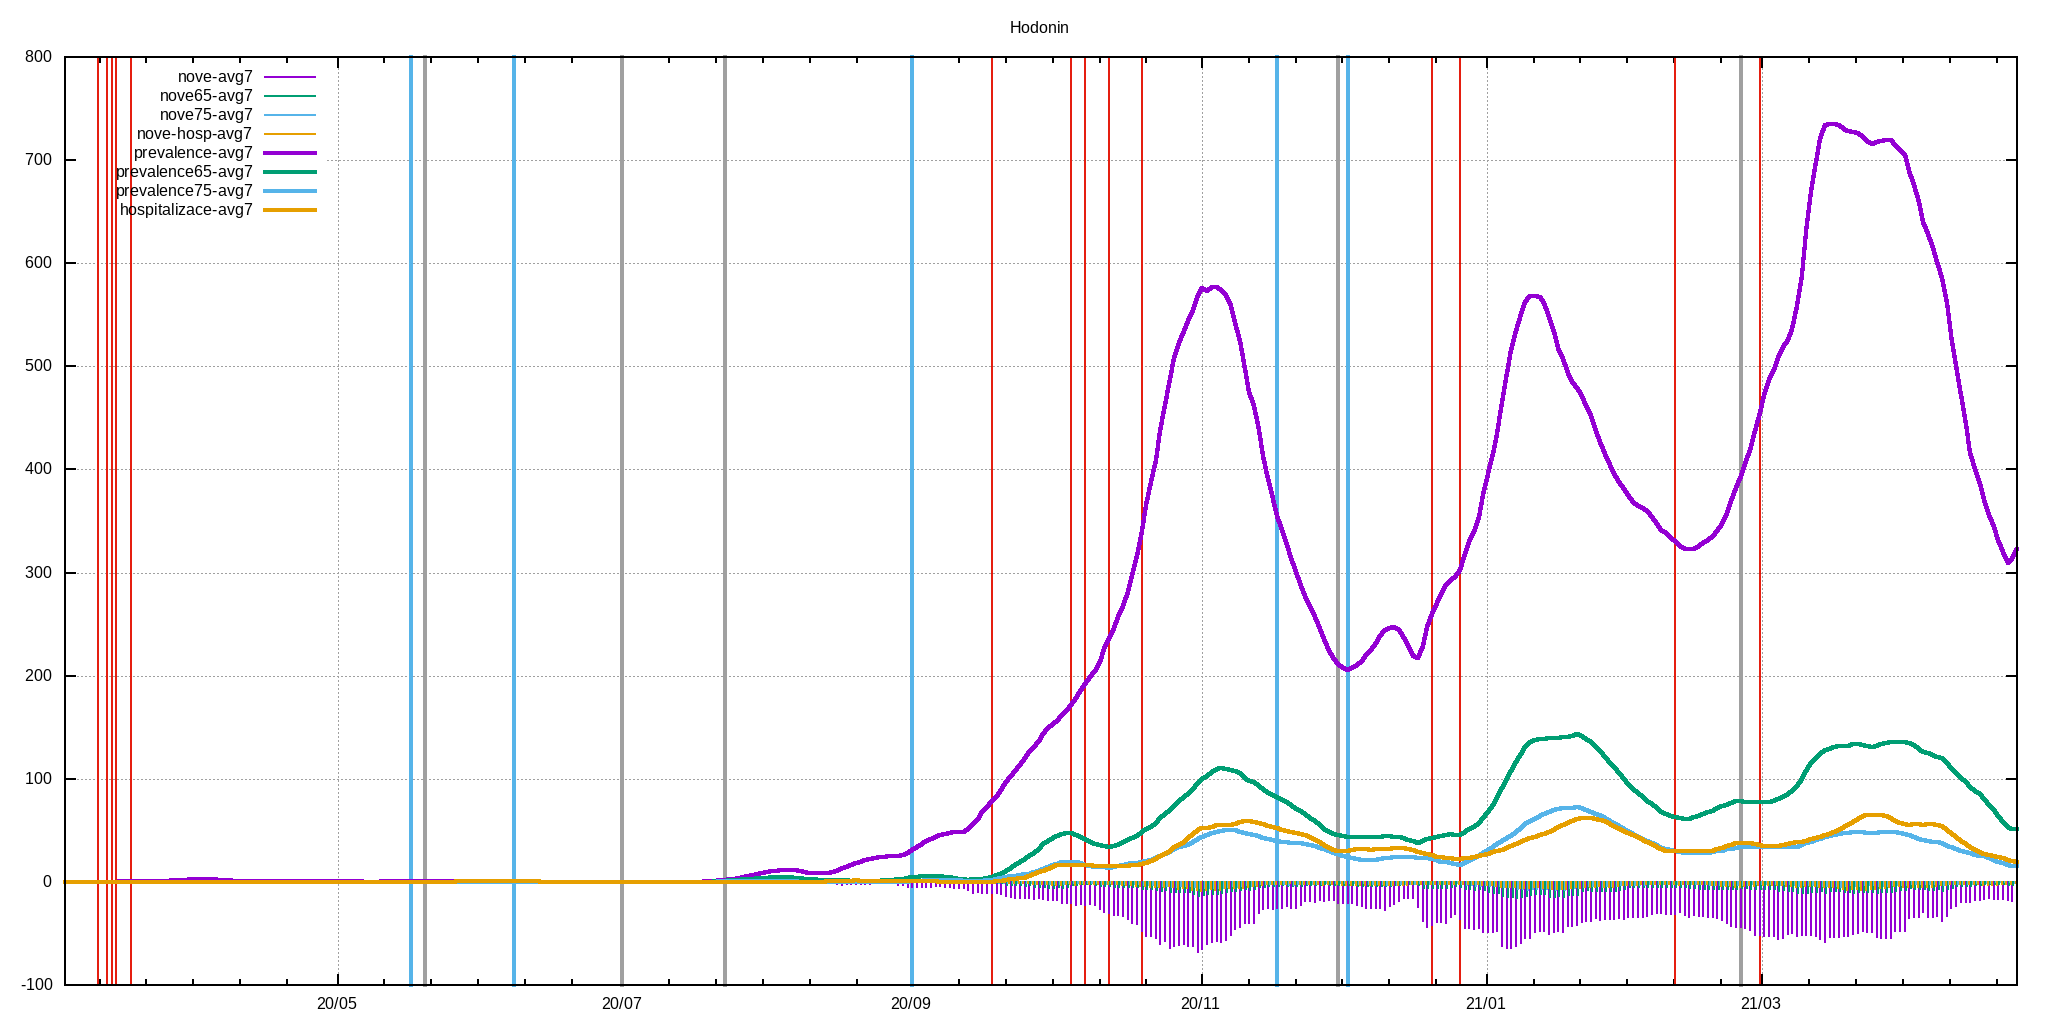 Hodonin
nove-avg7
nove65-avg7
nove75-avg7
nove-hosp-avg7
prevalence-avg7
prevalence65-avg7
prevalence75-avg7
hospitalizace-avg7
800
700
600
500
400
300
200
100
0
-100
20/05 20/07 20/09 20/11 21/01 21/03